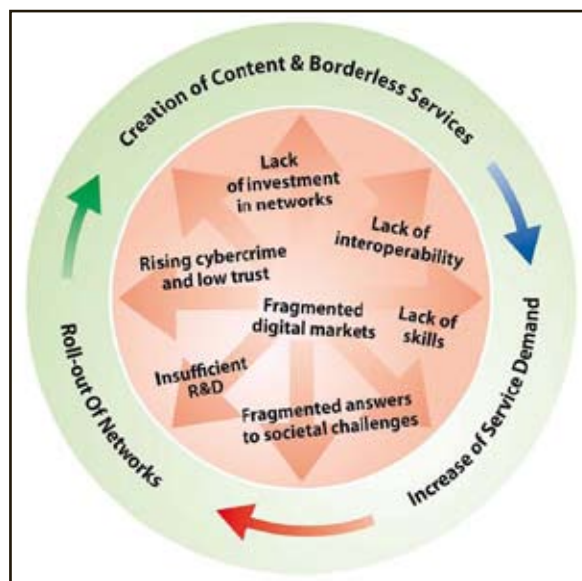 Creation of Content & Borderless Services
Lack
of investment
in networks
Lack of
interoperability
Rising cybercrime
and low trust
Fragmented
digital markets
Lack of
skills
Insufficient
R&D
Fragmented answers
to societal challenges
Increase of Service Demand
Roll-out Of Networks